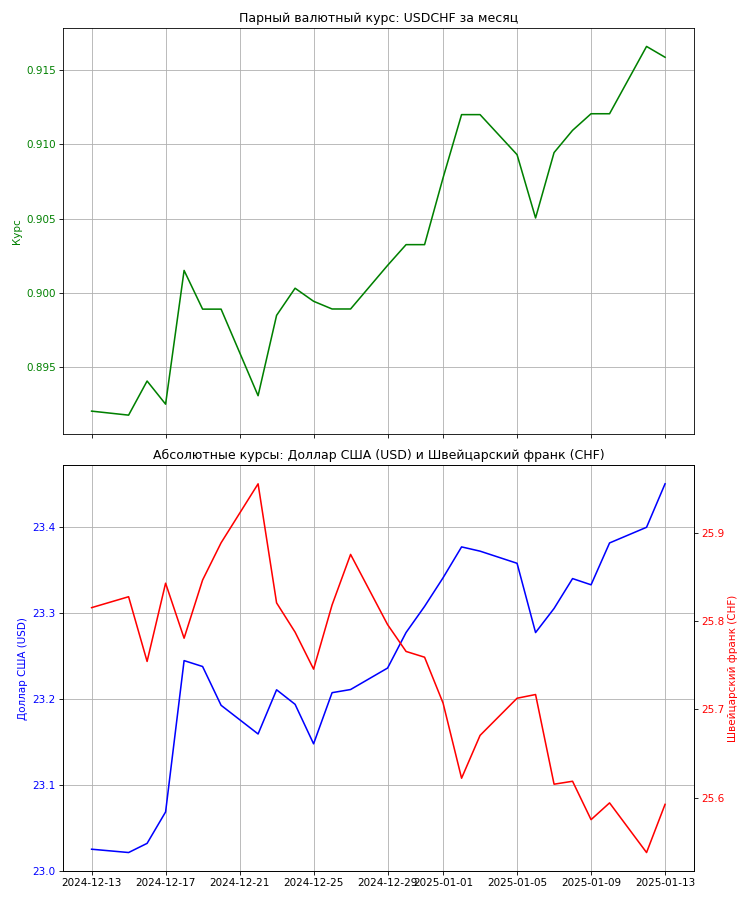 Парный валютный курс: USDCHF за месяц
0.915
0.910
0.905
0.900
0.895
Курс
Абсолютные курсы: Доллар США (USD) и Швейцарский франк (CHF)
23.4
23.3
23.2
23.1
23.0
Доллар США (USD)
25.9
25.8
25.7
25.6
Швейцарский франк (CHF)
2024-12-13 2024-12-17 2024-12-21 2024-12-25 2024-12-29 2025-01-01 2025-01-05 2025-01-09 2025-01-13